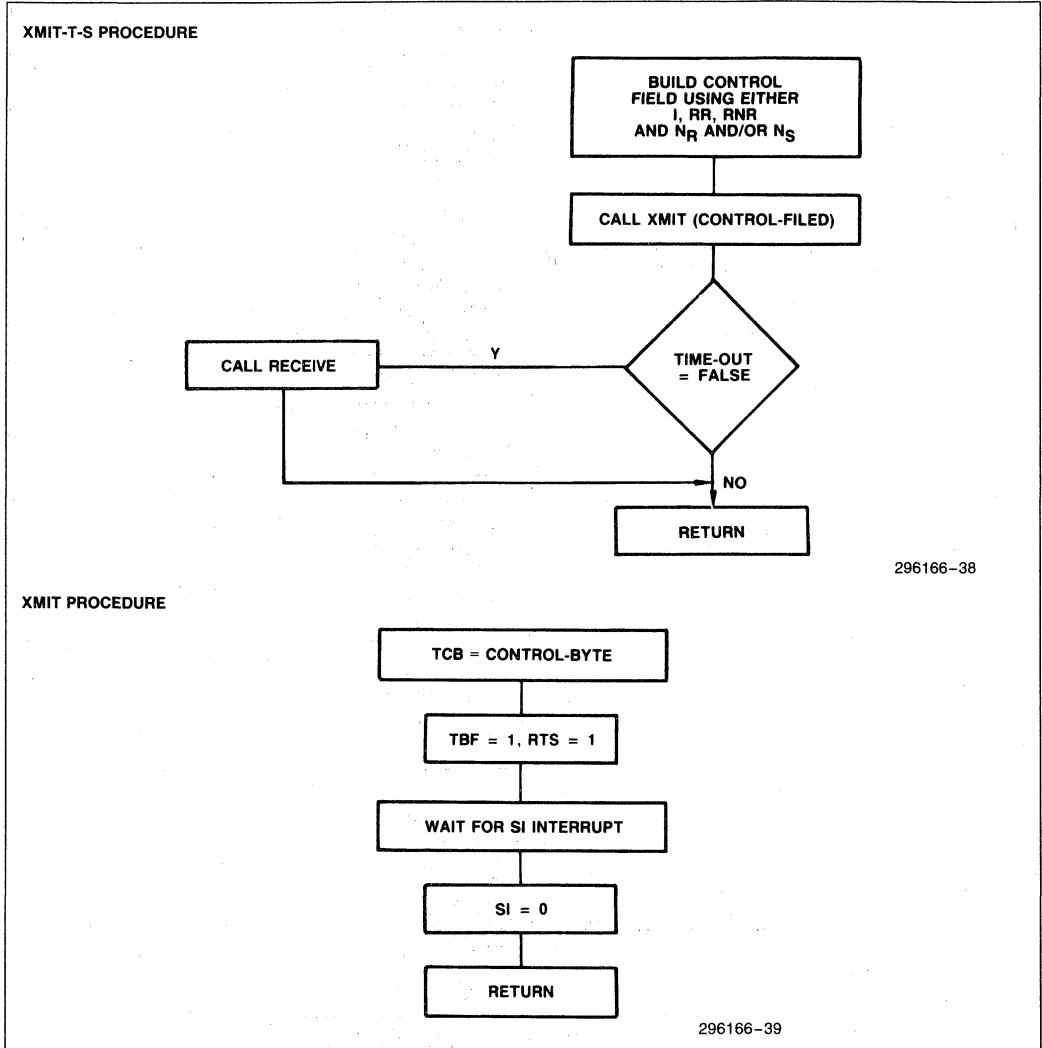 XMIT-T-S PROCEDURE
BUILD CONTROL
FIELD USING EITHER
I, RR, RNR
AND NR AND/OR NS
CALL XMIT (CONTROL-FILED)
TIME-OUT
= FALSE
Y
CALL RECEIVE
NO
RETURN
296166-38
XMIT PROCEDURE
TCB = CONTROL-BYTE
TBF = 1, RTS = 1
WAIT FOR SI INTERRUPT
SI = 0
RETURN
296166-39